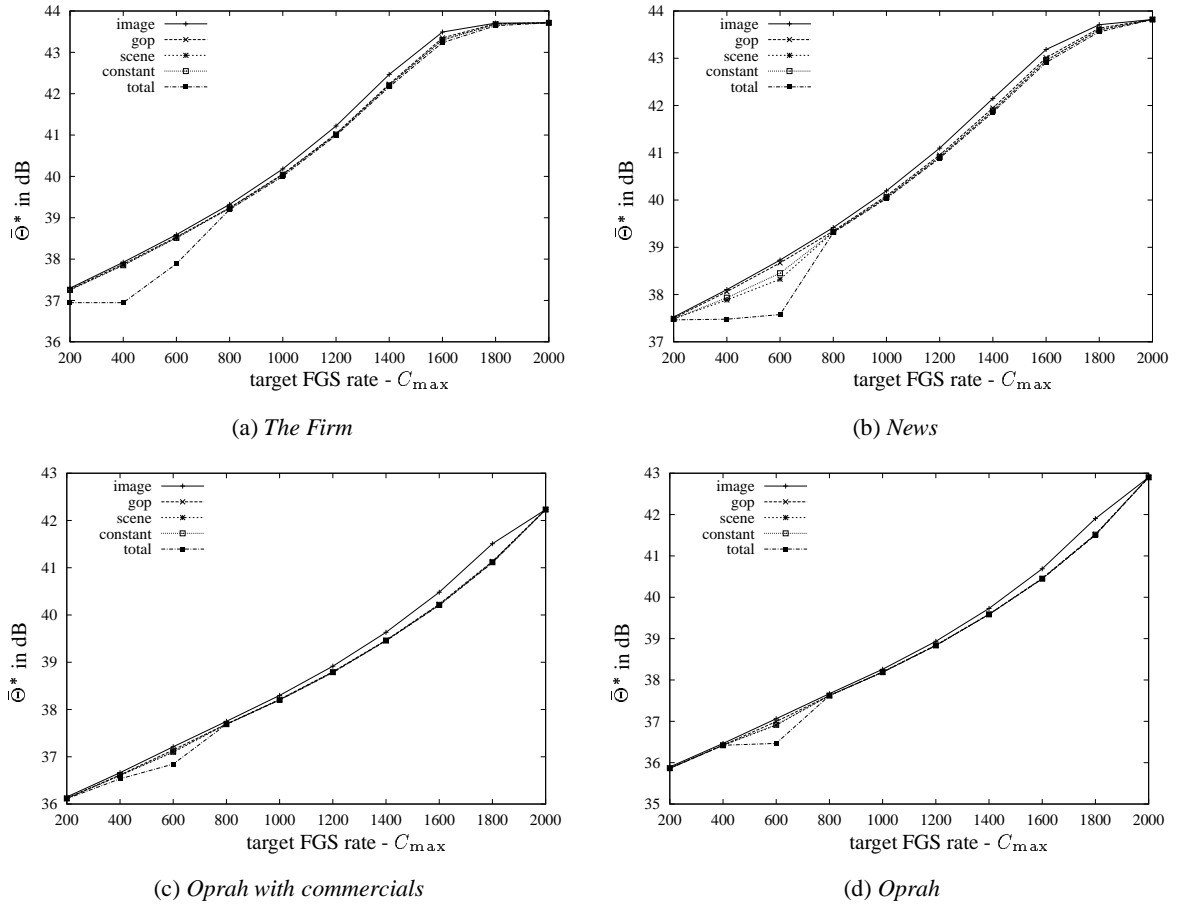 44
43
42
41
40
39
38
37
36
image
gop
scene
constant
total
Θ̄* in dB
200 400 600 800 1000 1200 1400 1600 1800 2000
target FGS rate - C_max
(a) The Firm
44
43
42
41
40
39
38
37
image
gop
scene
constant
total
Θ̄* in dB
200 400 600 800 1000 1200 1400 1600 1800 2000
target FGS rate - C_max
(b) News
43
42
41
40
39
38
37
36
image
gop
scene
constant
total
Θ̄* in dB
200 400 600 800 1000 1200 1400 1600 1800 2000
target FGS rate - C_max
(c) Oprah with commercials
43
42
41
40
39
38
37
36
35
image
gop
scene
constant
total
Θ̄* in dB
200 400 600 800 1000 1200 1400 1600 1800 2000
target FGS rate - C_max
(d) Oprah